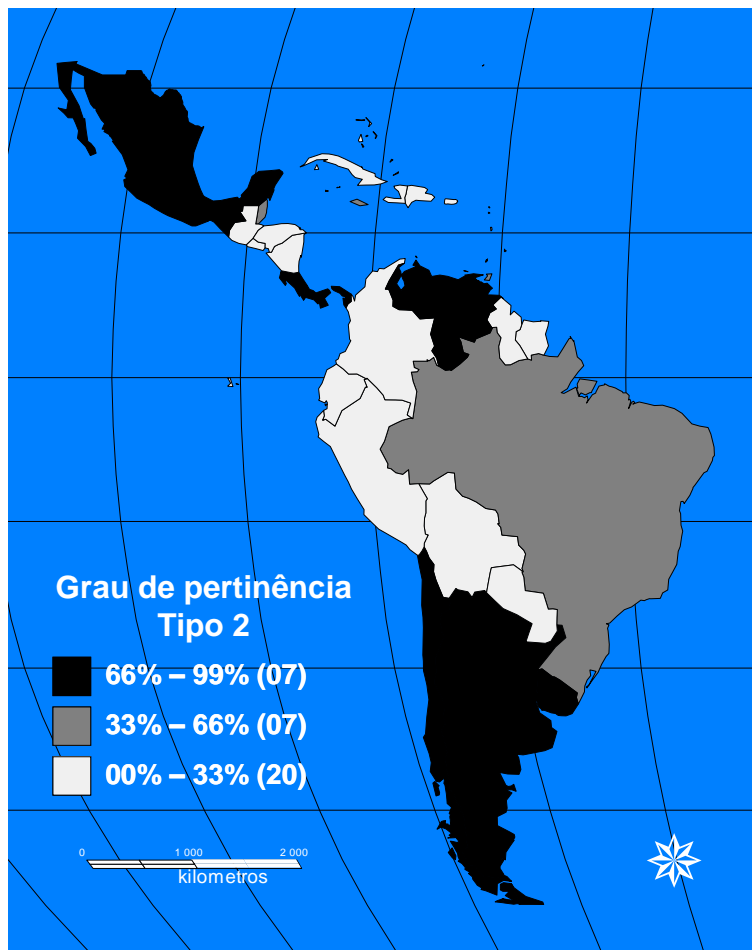 Grau de pertinência
Tipo 2
66% – 99% (07)
33% – 66% (07)
00% – 33% (20)
0 1 000 2 000
kilometros